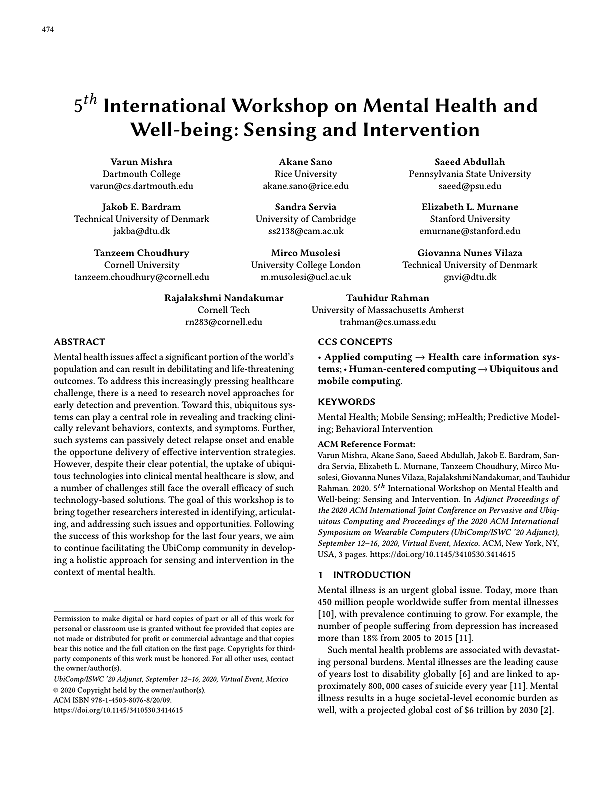 474
5th International Workshop on Mental Health and
Well-being: Sensing and Intervention
Varun Mishra
Dartmouth College
varun@cs.dartmouth.edu
Akane Sano
Rice University
akane.sano@rice.edu
Saeed Abdullah
Pennsylvania State University
saeed@psu.edu
Jakob E. Bardram
Technical University of Denmark
jakba@dtu.dk
Sandra Servia
University of Cambridge
ss2138@cam.ac.uk
Elizabeth L. Murnane
Stanford University
emurnane@stanford.edu
Tanzeem Choudhury
Cornell University
tanzeem.choudhury@cornell.edu
Mirco Musolesi
University College London
m.musolesi@ucl.ac.uk
Giovanna Nunes Vilaza
Technical University of Denmark
gnvi@dtu.dk
Rajalakshmi Nandakumar
Cornell Tech
rn283@cornell.edu
Tauhidur Rahman
University of Massachusetts Amherst
trahman@cs.umass.edu
ABSTRACT
Mental health issues affect a significant portion of the world's
population and can result in debilitating and life-threatening
outcomes. To address this increasingly pressing healthcare
challenge, there is a need to research novel approaches for
early detection and prevention. Toward this, ubiquitous sys-
tems can play a central role in revealing and tracking clini-
cally relevant behaviors, contexts, and symptoms. Further,
such systems can passively detect relapse onset and enable
the opportune delivery of effective intervention strategies.
However, despite their clear potential, the uptake of ubiqui-
tous technologies into clinical mental healthcare is slow, and
a number of challenges still face the overall efficacy of such
technology-based solutions. The goal of this workshop is to
bring together researchers interested in identifying, articulat-
ing, and addressing such issues and opportunities. Following
the success of this workshop for the last four years, we aim
to continue facilitating the UbiComp community in develop-
ing a holistic approach for sensing and intervention in the
context of mental health.
Permission to make digital or hard copies of part or all of this work for
personal or classroom use is granted without fee provided that copies are
not made or distributed for profit or commercial advantage and that copies
bear this notice and the full citation on the first page. Copyrights for third-
party components of this work must be honored. For all other uses, contact
the owner/author(s).
UbiComp/ISWC '20 Adjunct, September 12–16, 2020, Virtual Event, Mexico
© 2020 Copyright held by the owner/author(s).
ACM ISBN 978-1-4503-8076-8/20/09.
https://doi.org/10.1145/3410530.3414615
CCS CONCEPTS
• Applied computing → Health care information sys-
tems; • Human-centered computing → Ubiquitous and
mobile computing.
KEYWORDS
Mental Health; Mobile Sensing; mHealth; Predictive Model-
ing; Behavioral Intervention
ACM Reference Format:
Varun Mishra, Akane Sano, Saeed Abdullah, Jakob E. Bardram, San-
dra Servia, Elizabeth L. Murnane, Tanzeem Choudhury, Mirco Mu-
solesi, Giovanna Nunes Vilaza, Rajalakshmi Nandakumar, and Tauhidur
Rahman. 2020. 5th International Workshop on Mental Health and
Well-being: Sensing and Intervention. In Adjunct Proceedings of
the 2020 ACM International Joint Conference on Pervasive and Ubiq-
uitous Computing and Proceedings of the 2020 ACM International
Symposium on Wearable Computers (UbiComp/ISWC '20 Adjunct),
September 12–16, 2020, Virtual Event, Mexico. ACM, New York, NY,
USA, 3 pages. https://doi.org/10.1145/3410530.3414615
1 INTRODUCTION
Mental illness is an urgent global issue. Today, more than
450 million people worldwide suffer from mental illnesses
[10], with prevalence continuing to grow. For example, the
number of people suffering from depression has increased
more than 18% from 2005 to 2015 [11].
Such mental health problems are associated with devastat-
ing personal burdens. Mental illnesses are the leading cause
of years lost to disability globally [6] and are linked to ap-
proximately 800,000 cases of suicide every year [11]. Mental
illness results in a huge societal-level economic burden as
well, with a projected global cost of $6 trillion by 2030 [2].